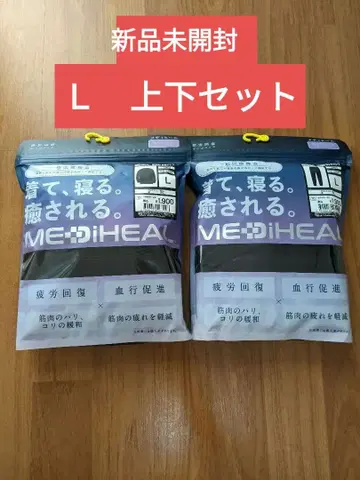 新品未開封
L 上下セット
着て、寝る。
癒される。
MEDiHEAL
L
1,900
疲労回復
×
血行促進
筋肉のハリ、
コリの緩和
筋肉の疲れを軽減
着て、寝る。
癒される。
MEDiHEAL
L
1,900
疲労回復
×
血行促進
筋肉のハリ、
コリの緩和
筋肉の疲れを軽減